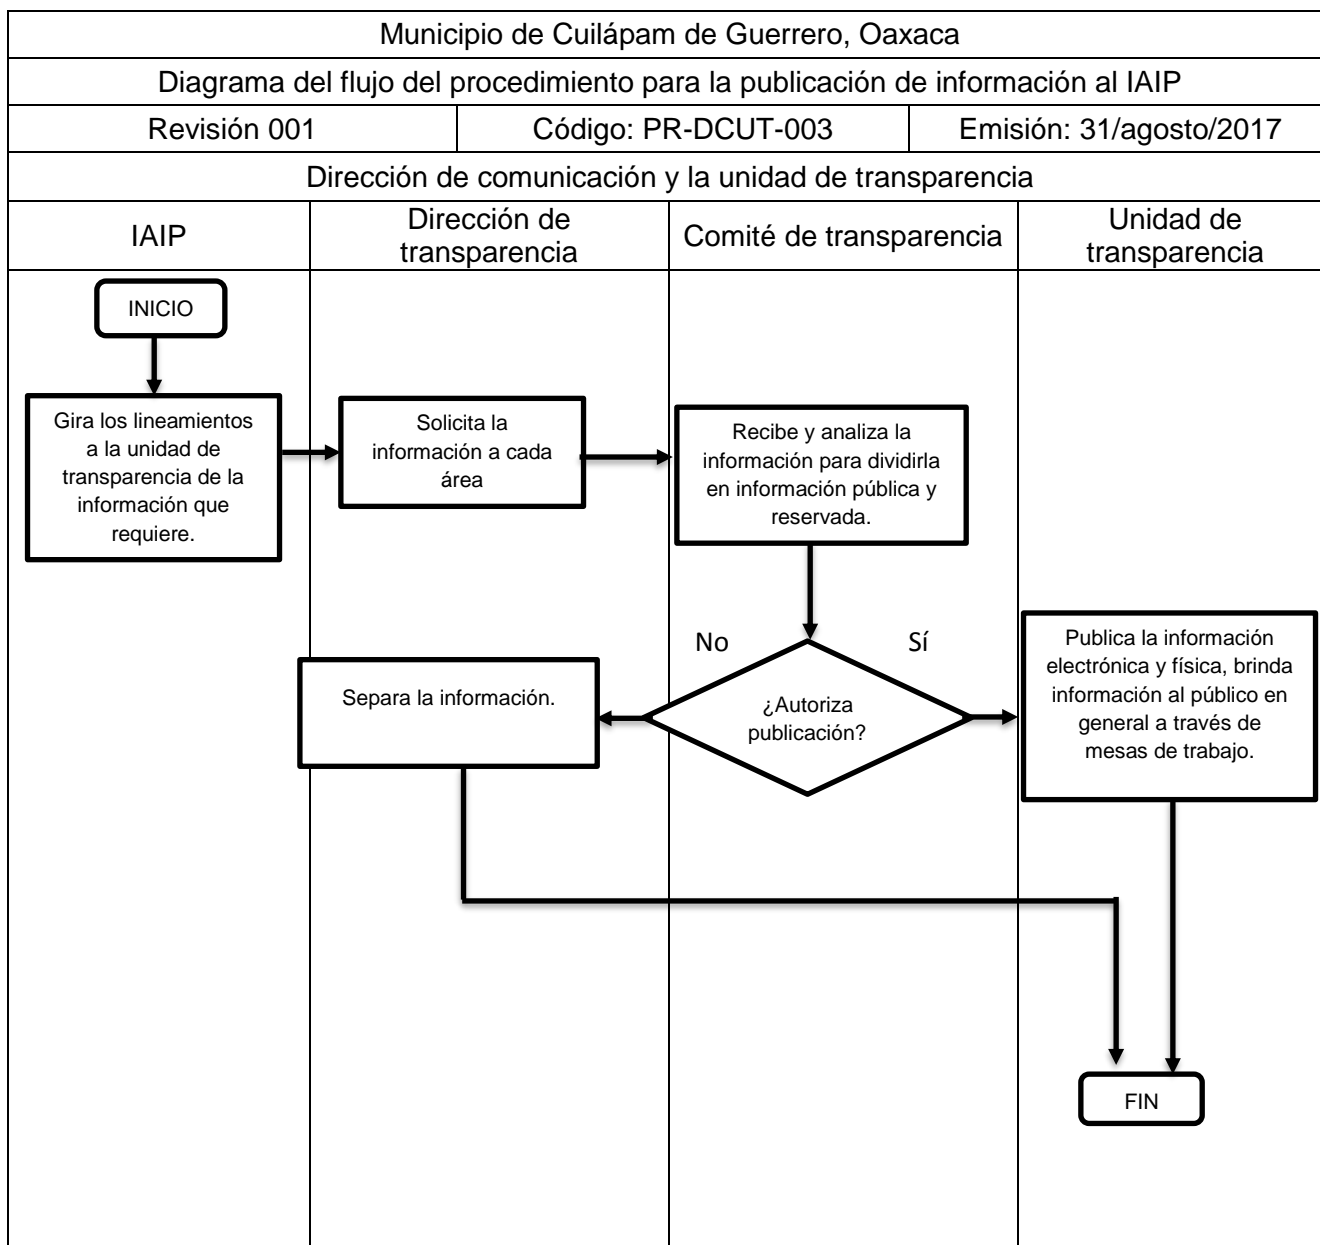 Municipio de Cuilápam de Guerrero, Oaxaca
Diagrama del flujo del procedimiento para la publicación de información al IAIP
Revisión 001
Código: PR-DCUT-003
Emisión: 31/agosto/2017
Dirección de comunicación y la unidad de transparencia
IAIP
Dirección de
transparencia
Comité de transparencia
Unidad de
transparencia
INICIO
Gira los lineamientos
a la unidad de
transparencia de la
información que
requiere.
Solicita la
información a cada
área
Recibe y analiza la
información para dividirla
en información pública y
reservada.
No
Sí
¿Autoriza
publicación?
Separa la información.
Publica la información
electrónica y física, brinda
información al público en
general a través de
mesas de trabajo.
FIN